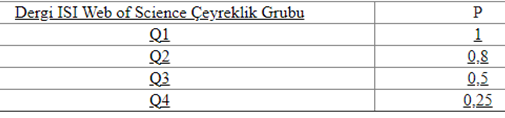 Dergi ISI Web of Science Çeyreklik Grubu P
Q1 1
Q2 0,8
Q3 0,5
Q4 0,25